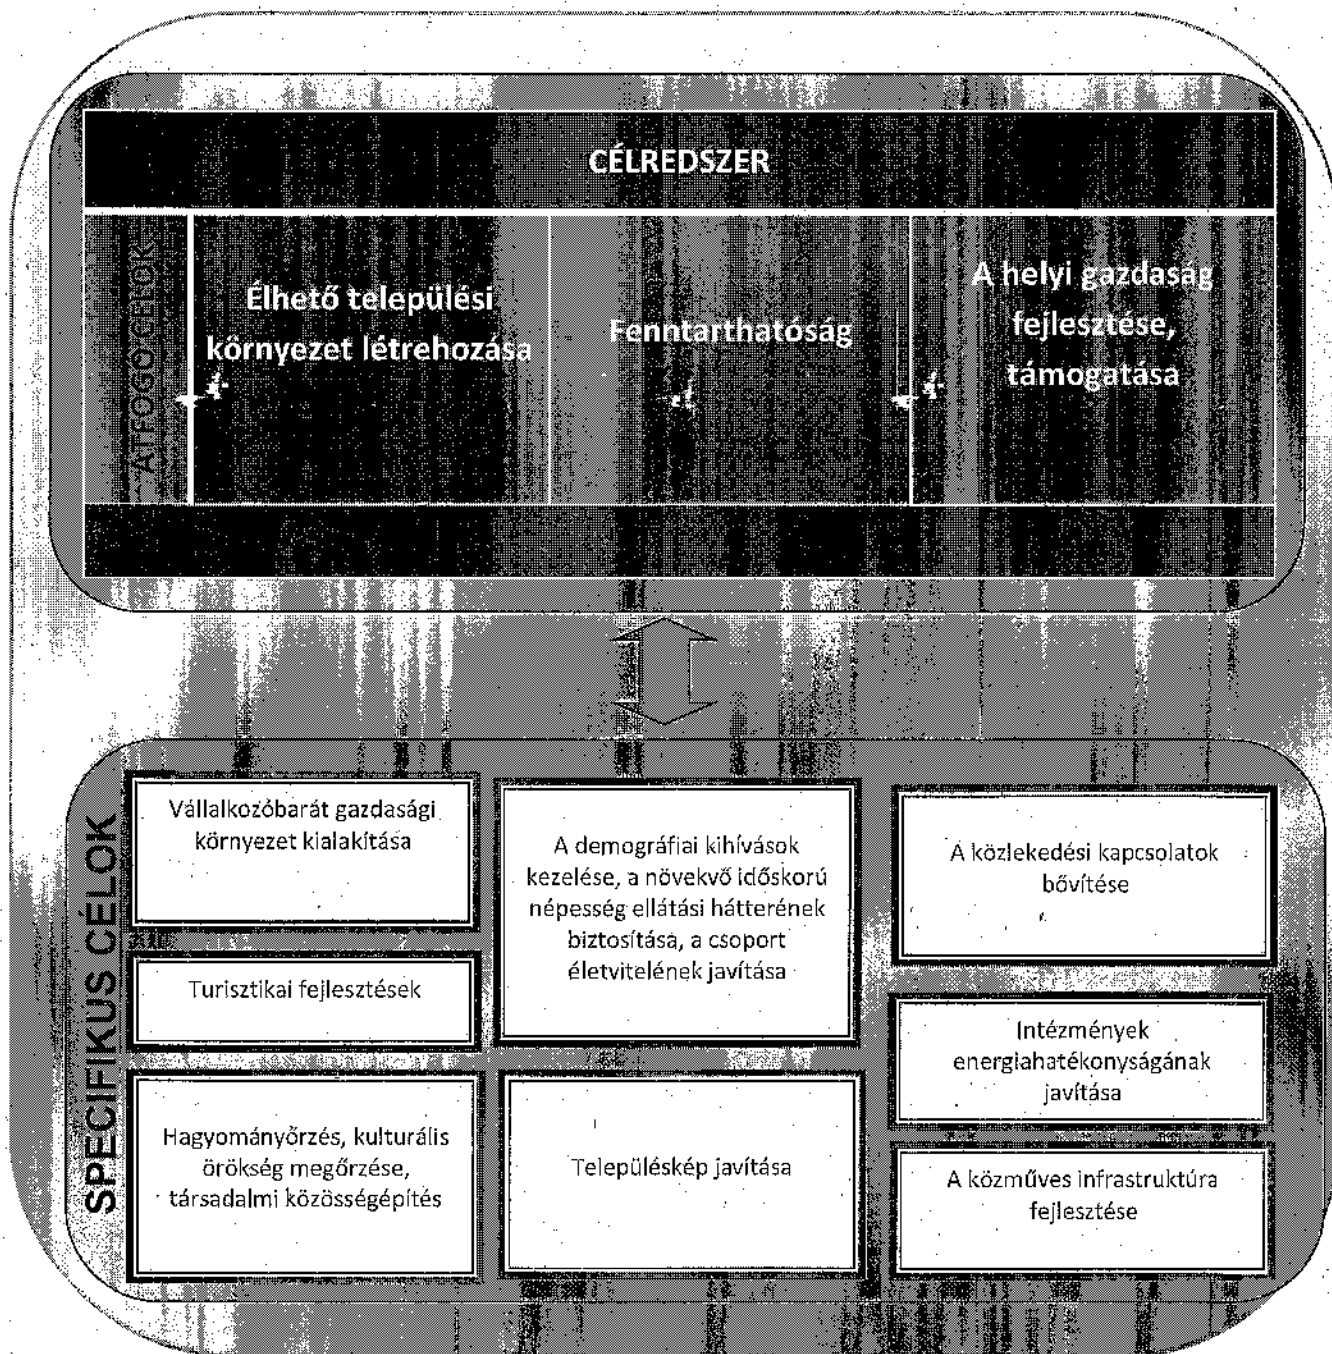 CÉLREDSZER
ÁTFOGÓ CÉLOK
Élhető települési
környezet létrehozása
Fenntarthatóság
A helyi gazdaság
fejlesztése,
támogatása
SPECIFIKUS CÉLOK
Vállalkozóbarát gazdasági
környezet kialakítása
Turisztikai fejlesztések
Hagyományőrzés, kulturális
örökség megőrzése,
társadalmi közösségépítés
A demográfiai kihívások
kezelése, a növekvő időskorú
népesség ellátási hátterének
biztosítása, a csoport
életvitelének javítása
Településkép javítása
A közlekedési kapcsolatok
bővítése
Intézmények
energiahatékonyságának
javítása
A közműves infrastruktúra
fejlesztése